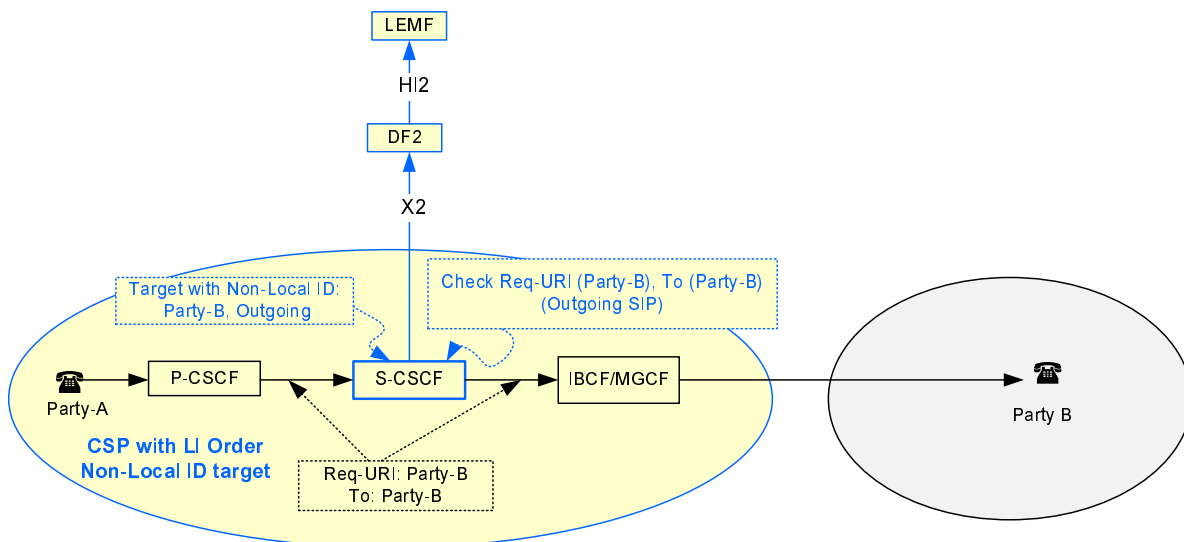 LEMF
HI2
DF2
X2
Target with Non-Local ID:
Party-B, Outgoing
Check Req-URI (Party-B), To (Party-B)
(Outgoing SIP)
P-CSCF
S-CSCF
IBCF/MGCF
Party-A
Party B
CSP with LI Order
Non-Local ID target
Req-URI: Party-B
To: Party-B